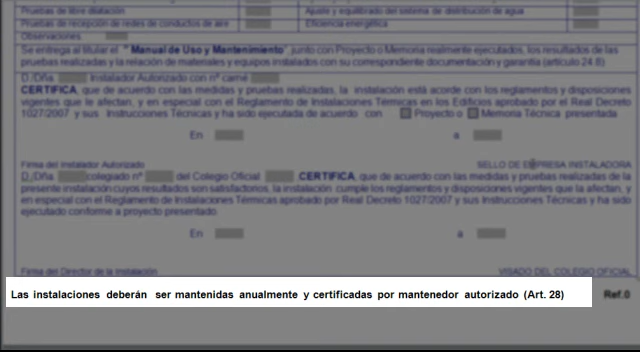 Pruebas de libre dilatación
Ajuste y equilibrado del sistema de distribución de agua
Pruebas de recepción de redes de conductos de aire
Eficiencia energética
Observaciones
Se entrega al titular el "Manual de Uso y Mantenimiento", junto con Proyecto o Memoria realmente ejecutados, los resultados de las
pruebas realizadas y la relación de materiales y equipos instalados con su correspondiente documentación y garantía (artículo 24.8)
D./Dña. Instalador Autorizado con nº carné
CERTIFICA, que de acuerdo con las medidas y pruebas realizadas, la instalación está acorde con los reglamentos y disposiciones
vigentes que le afectan, y en especial con el Reglamento de Instalaciones Térmicas en los Edificios aprobado por el Real Decreto
1027/2007 y sus Instrucciones Técnicas y ha sido ejecutada de acuerdo con Proyecto o Memoria Técnica presentada
En a
Firma del Instalador Autorizado
SELLO DE EMPRESA INSTALADORA
D./Dña. colegiado nº del Colegio Oficial CERTIFICA, que de acuerdo con las medidas y pruebas realizadas de la
presente instalación cuyos resultados son satisfactorios, la instalación cumple los reglamentos y disposiciones vigentes que la afectan, y
en especial con el Reglamento de Instalaciones Térmicas aprobado por Real Decreto 1027/2007 y sus Instrucciones Técnicas y ha sido
ejecutado conforme a proyecto presentado.
En a
Firma del Director de la instalación
VISADO DEL COLEGIO OFICIAL
Las instalaciones deberán ser mantenidas anualmente y certificadas por mantenedor autorizado (Art. 28)
Ref.0